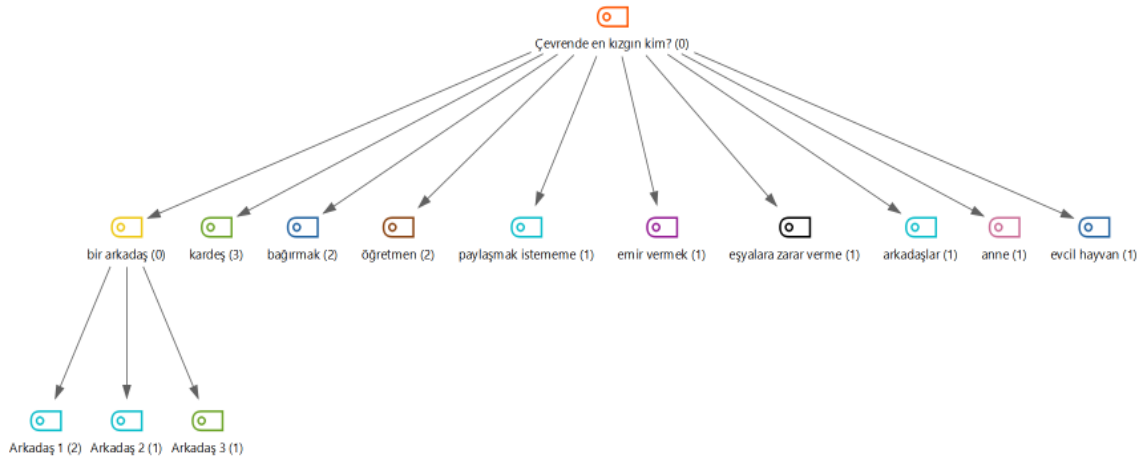 Çevrende en kızgın kim? (0)
bir arkadaş (0)
kardeş (3)
bağırmak (2)
öğretmen (2)
paylaşmak istememe (1)
emir vermek (1)
eşyalara zarar verme (1)
arkadaşlar (1)
anne (1)
evcil hayvan (1)
Arkadaş 1 (2)
Arkadaş 2 (1)
Arkadaş 3 (1)